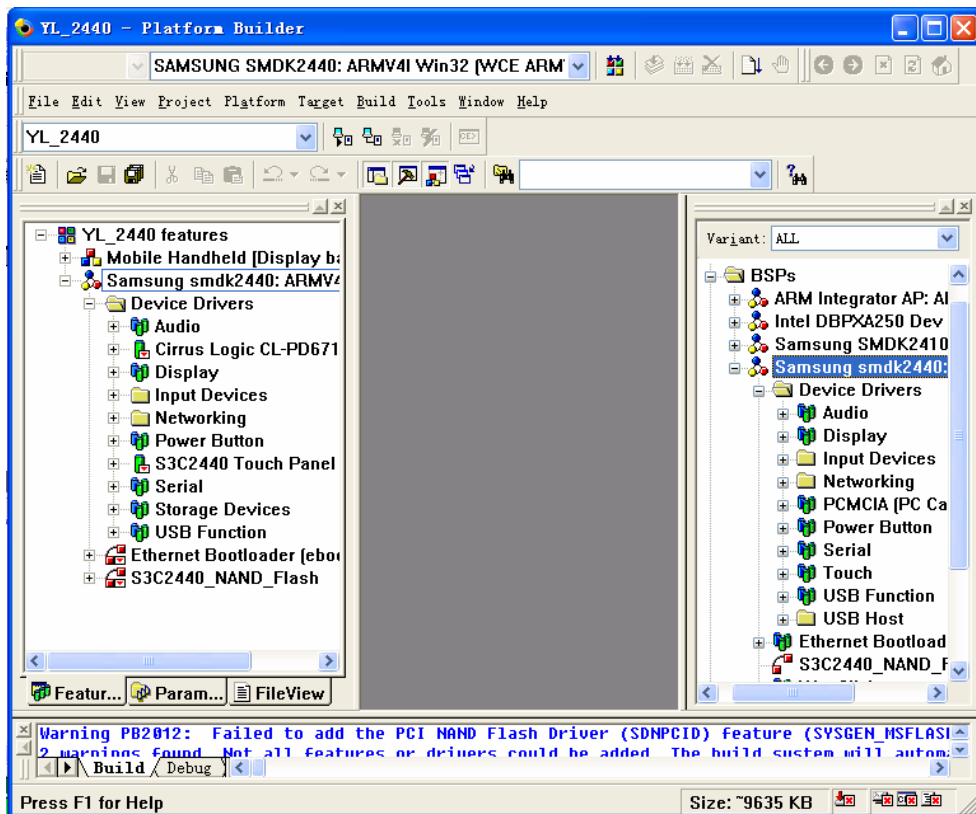 YL_2440 - Platform Builder
SAMSUNG SMDK2440: ARMV4I Win32 (WCE ARM
File Edit View Project Platform Target Build Tools Window Help
YL_2440
YL_2440 features
Mobile Handheld [Display ba
Samsung smdk2440: ARMV4
Device Drivers
Audio
Cirrus Logic CL-PD671
Display
Input Devices
Networking
Power Button
S3C2440 Touch Panel
Serial
Storage Devices
USB Function
Ethernet Bootloader (eboo
S3C2440_NAND_Flash
Featur... Param... FileView
Variant: ALL
BSPs
ARM Integrator AP: AI
Intel DBPXA250 Dev
Samsung SMDK2410
Samsung smdk2440:
Device Drivers
Audio
Display
Input Devices
Networking
PCMCIA (PC Ca
Power Button
Serial
Touch
USB Function
USB Host
Ethernet Bootload
S3C2440_NAND_F
Warning PB2012: Failed to add the PCI NAND Flash Driver (SDNPCID) feature (SYSGEN_MSFLASH
2 warnings found. Not all features or drivers could be added. The build system will automa
Build Debug
Press F1 for Help
Size: ~9635 KB